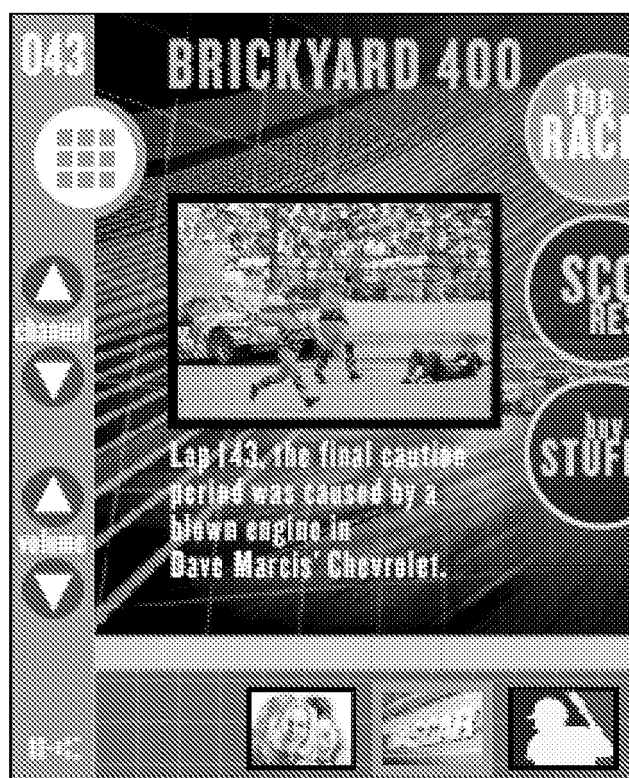 043
BRICKYARD 400
the
RAC
SCO
RES
channel
buy
STUF
Lap 143, the final caution
period was caused by a
blown engine in
Dave Marcis' Chevrolet.
volume